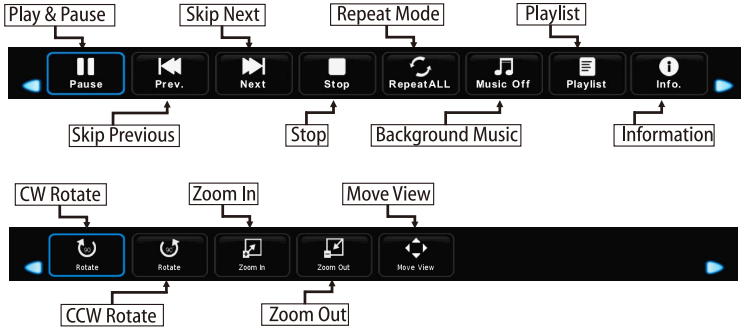 Play & Pause
Skip Next
Repeat Mode
Playlist
Pause
Prev.
Next
Stop
RepeatALL
Music Off
Playlist
Info.
Skip Previous
Stop
Background Music
Information
CW Rotate
Zoom In
Move View
90
Rotate
90
Rotate
Zoom In
Zoom Out
Move View
CCW Rotate
Zoom Out